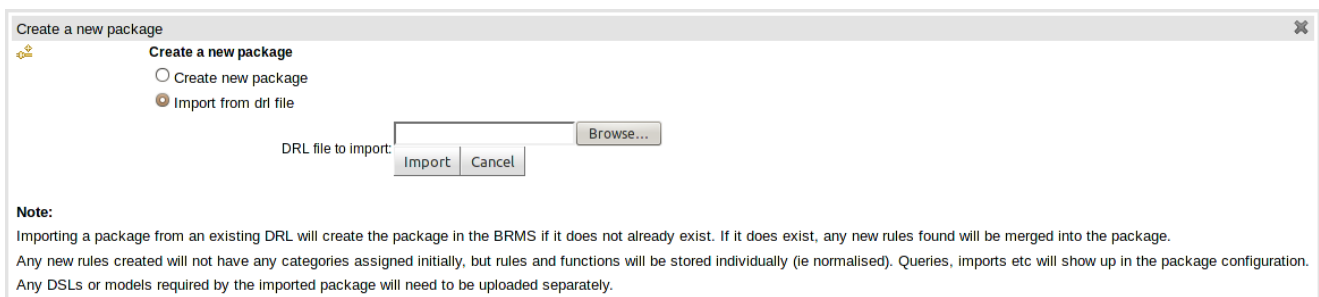 Create a new package
Create a new package
Create new package
Import from drl file
DRL file to import:
Browse...
Import
Cancel
Note:
Importing a package from an existing DRL will create the package in the BRMS if it does not already exist. If it does exist, any new rules found will be merged into the package.
Any new rules created will not have any categories assigned initially, but rules and functions will be stored individually (ie normalised). Queries, imports etc will show up in the package configuration.
Any DSLs or models required by the imported package will need to be uploaded separately.